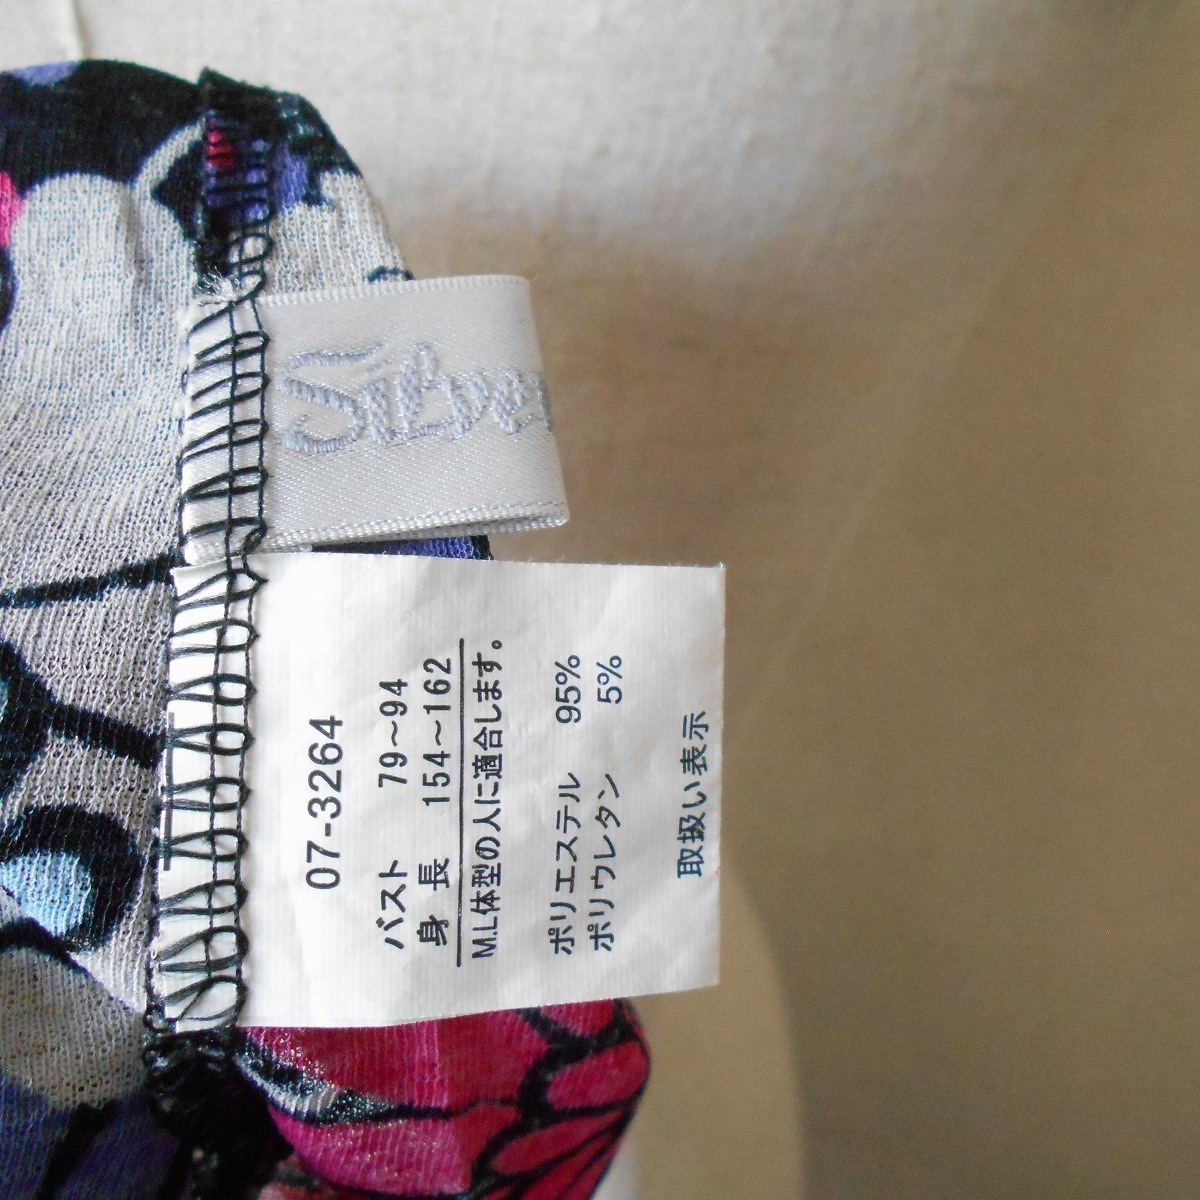 07-3264
バスト 79～94
身長 154～162
M.L体型の人に適合します。
ポリエステル 95%
ポリウレタン 5%
取扱い表示